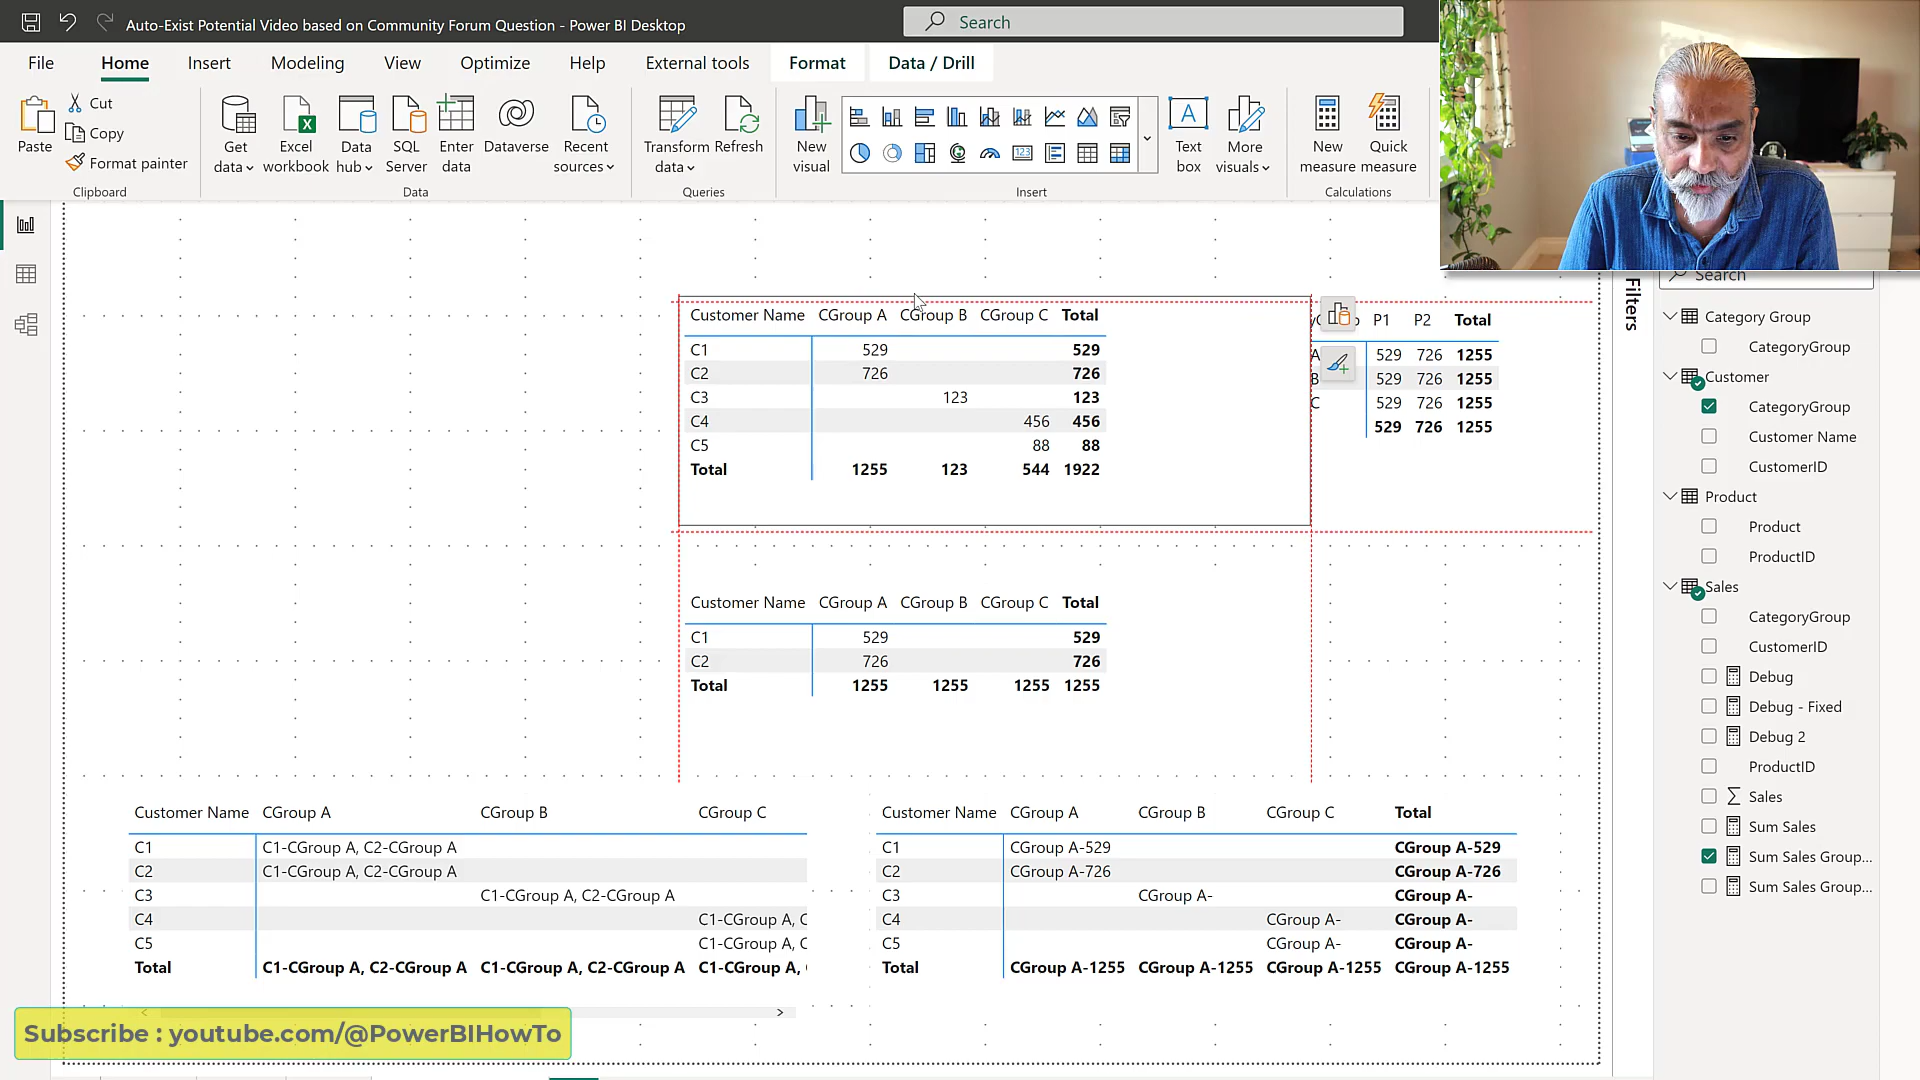 Auto-Exist Potential Video based on Community Forum Question - Power BI Desktop
Search
File Home Insert Modeling View Optimize Help External tools Format Data / Drill
Paste
Cut
Copy
Format painter
Clipboard
Get data
Excel workbook
Data hub
SQL Server
Enter data
Dataverse
Recent sources
Data
Transform data
Refresh
Queries
New visual
Text box
More visuals
Insert
New measure
Quick measure
Calculations
Customer Name CGroup A CGroup B CGroup C Total
C1 529 529
C2 726 726
C3 123 123
C4 456 456
C5 88 88
Total 1255 123 544 1922
P1 P2 Total
A 529 726 1255
B 529 726 1255
C 529 726 1255
529 726 1255
Customer Name CGroup A CGroup B CGroup C Total
C1 529 529
C2 726 726
Total 1255 1255 1255 1255
Customer Name CGroup A CGroup B CGroup C
C1 C1-CGroup A, C2-CGroup A
C2 C1-CGroup A, C2-CGroup A
C3 C1-CGroup A, C2-CGroup A
C4 C1-CGroup A, C
C5 C1-CGroup A, C
Total C1-CGroup A, C2-CGroup A C1-CGroup A, C2-CGroup A C1-CGroup A,
Customer Name CGroup A CGroup B CGroup C Total
C1 CGroup A-529 CGroup A-529
C2 CGroup A-726 CGroup A-726
C3 CGroup A- CGroup A-
C4 CGroup A- CGroup A-
C5 CGroup A- CGroup A-
Total CGroup A-1255 CGroup A-1255 CGroup A-1255 CGroup A-1255
Filters
Search
Category Group
CategoryGroup
Customer
CategoryGroup
Customer Name
CustomerID
Product
Product
ProductID
Sales
CategoryGroup
CustomerID
Debug
Debug - Fixed
Debug 2
ProductID
Sales
Sum Sales
Sum Sales Group...
Sum Sales Group...
Subscribe : youtube.com/@PowerBIHowTo